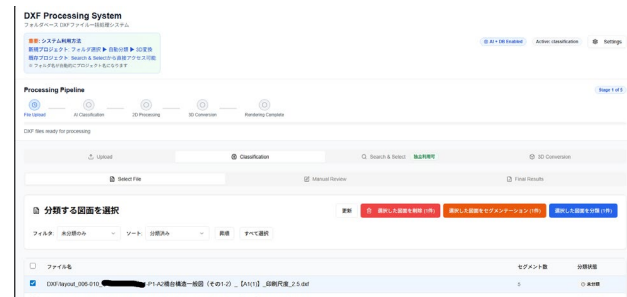 DXF Processing System
フォルダベース DXFファイル一括処理システム
重要: システム利用方法
新規プロジェクト: フォルダ選択 ▶ 自動分類 ▶ 3D変換
既存プロジェクト: Search & Selectから直接アクセス可能
※ フォルダ名が自動的にプロジェクト名になります
AI + DB Enabled Active: classification Settings
Processing Pipeline
Stage 1 of 5
File Upload AI Classification 2D Processing 3D Conversion Rendering Complete
DXF files ready for processing
Upload Classification Search & Select 独立利用可 3D Conversion
Select File Manual Review Final Results
分類する図面を選択
更新 選択した図面を削除 (1件) 選択した図面をセグメンテーション (1件) 選択した図面を分類 (1件)
フィルタ: 未分類のみ ソート: 分類済み 昇順 すべて選択
ファイル名 セグメント数 分類状態
DXF/layout_006-010_ -P1-A2橋台構造一般図（その1-2）_【A1(1)】_印刷尺度_2.5.dxf 5 未分類